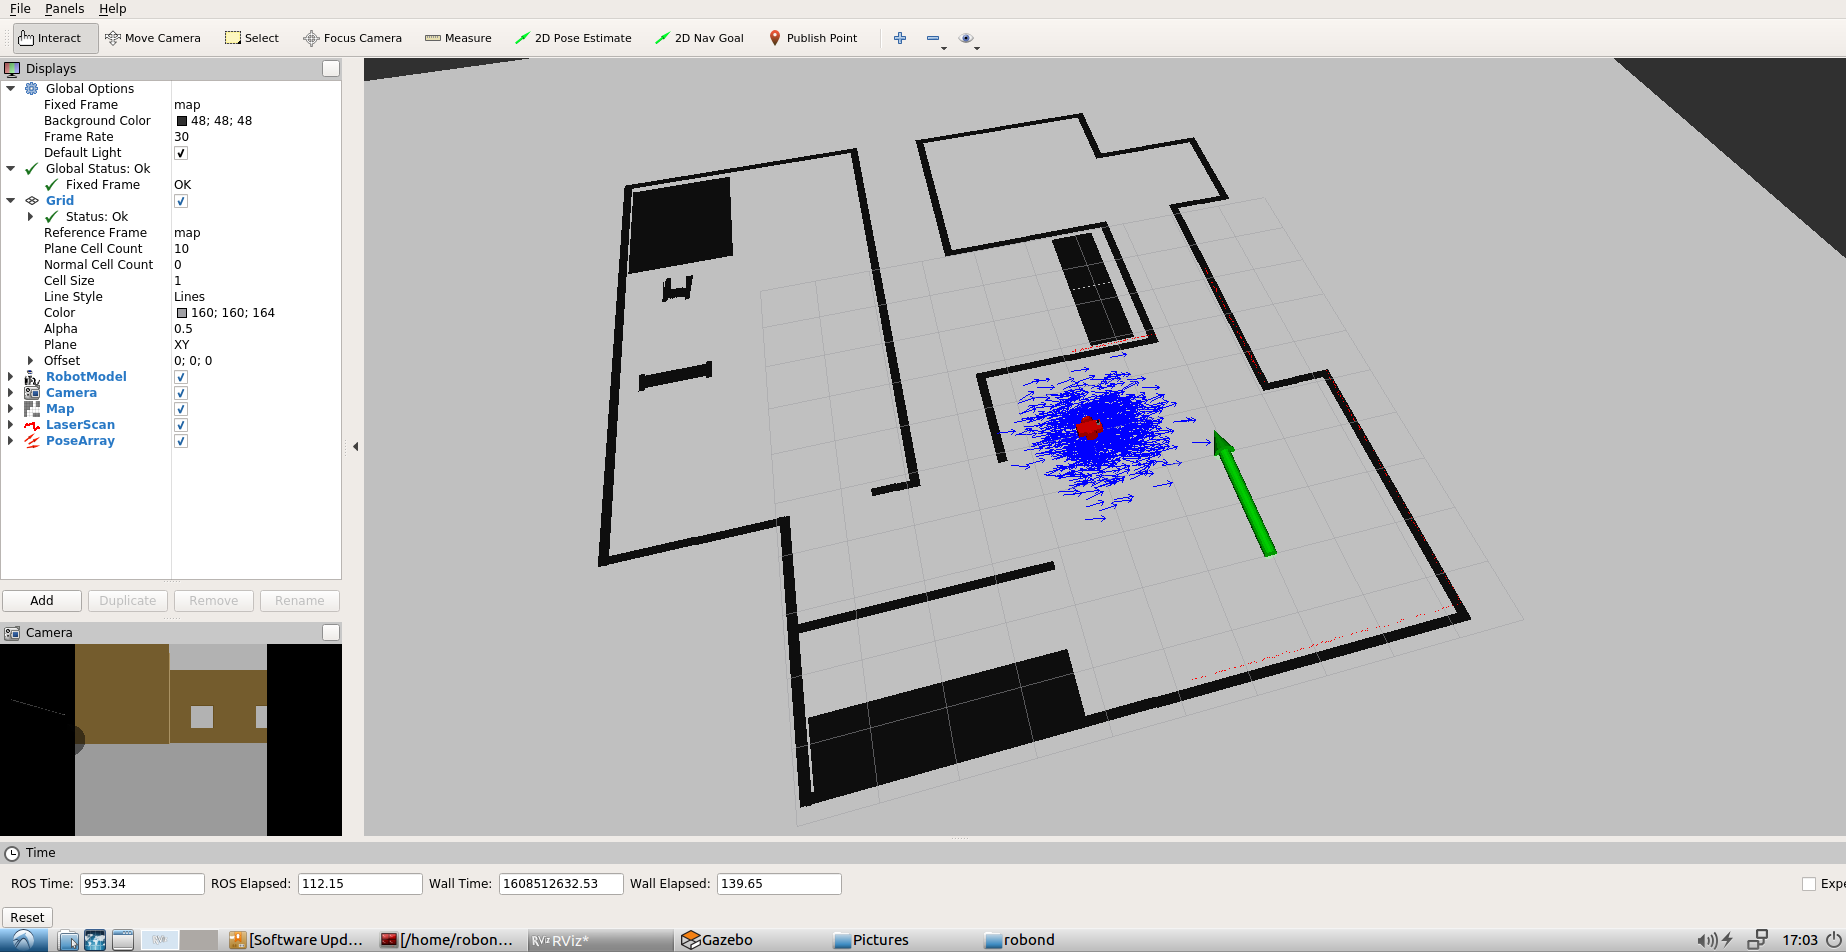 File Panels Help
Interact Move Camera Select Focus Camera Measure 2D Pose Estimate 2D Nav Goal Publish Point
Displays
Global Options
Fixed Frame map
Background Color 48; 48; 48
Frame Rate 30
Default Light
Global Status: Ok
Fixed Frame OK
Grid
Status: Ok
Reference Frame map
Plane Cell Count 10
Normal Cell Count 0
Cell Size 1
Line Style Lines
Color 160; 160; 164
Alpha 0.5
Plane XY
Offset 0; 0; 0
RobotModel
Camera
Map
LaserScan
PoseArray
Add Duplicate Remove Rename
Camera
Time
ROS Time: 953.34 ROS Elapsed: 112.15 Wall Time: 1608512632.53 Wall Elapsed: 139.65 Expe
Reset
[Software Upd... [/home/robon... RViz* Gazebo Pictures robond 17:03